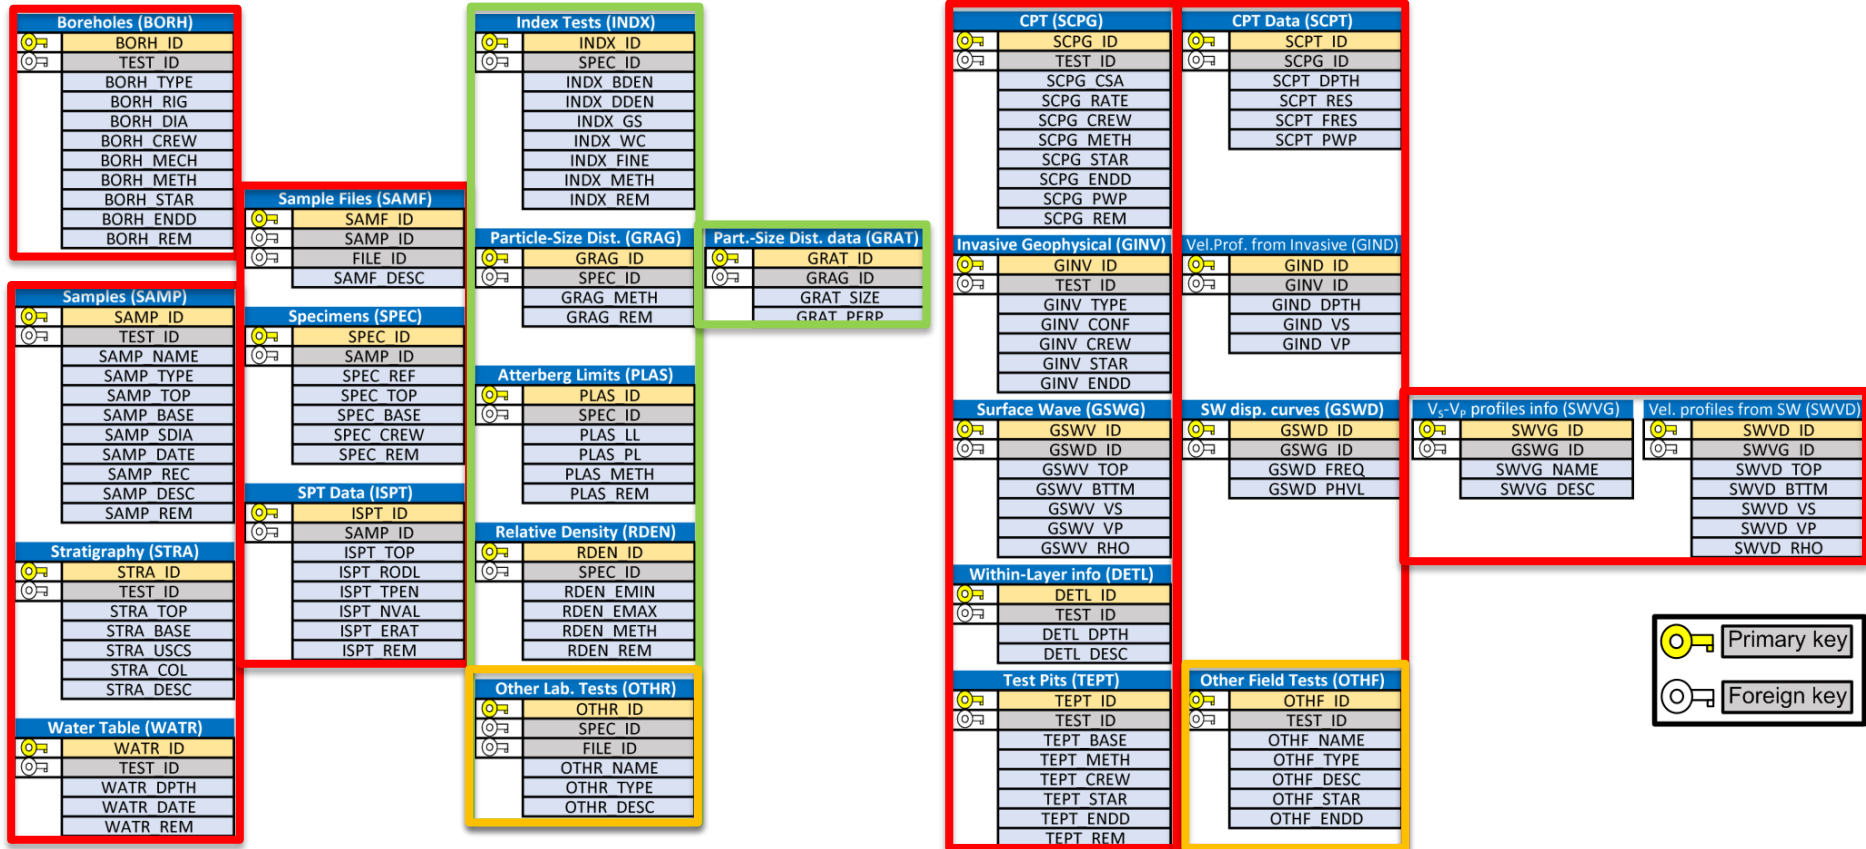 Boreholes (BORH)
BORH_ID
TEST_ID
BORH_TYPE
BORH_RIG
BORH_DIA
BORH_CREW
BORH_MECH
BORH_METH
BORH_STAR
BORH_ENDD
BORH_REM
Samples (SAMP)
SAMP_ID
TEST_ID
SAMP_NAME
SAMP_TYPE
SAMP_TOP
SAMP_BASE
SAMP_SDIA
SAMP_DATE
SAMP_REC
SAMP_DESC
SAMP_REM
Stratigraphy (STRA)
STRA_ID
TEST_ID
STRA_TOP
STRA_BASE
STRA_USCS
STRA_COL
STRA_DESC
Water Table (WATR)
WATR_ID
TEST_ID
WATR_DPTH
WATR_DATE
WATR_REM
Sample Files (SAMF)
SAMF_ID
SAMP_ID
FILE_ID
SAMF_DESC
Specimens (SPEC)
SPEC_ID
SAMP_ID
SPEC_REF
SPEC_TOP
SPEC_BASE
SPEC_CREW
SPEC_REM
SPT Data (ISPT)
ISPT_ID
SAMP_ID
ISPT_TOP
ISPT_RODL
ISPT_TPEN
ISPT_NVAL
ISPT_ERAT
ISPT_REM
Index Tests (INDX)
INDX_ID
SPEC_ID
INDX_BDEN
INDX_DDEN
INDX_GS
INDX_WC
INDX_FINE
INDX_METH
INDX_REM
Particle-Size Dist. (GRAG)
GRAG_ID
SPEC_ID
GRAG_METH
GRAG_REM
Atterberg Limits (PLAS)
PLAS_ID
SPEC_ID
PLAS_LL
PLAS_PL
PLAS_METH
PLAS_REM
Relative Density (RDEN)
RDEN_ID
SPEC_ID
RDEN_EMIN
RDEN_EMAX
RDEN_METH
RDEN_REM
Other Lab. Tests (OTHR)
OTHR_ID
SPEC_ID
FILE_ID
OTHR_NAME
OTHR_TYPE
OTHR_DESC
Part.-Size Dist. data (GRAT)
GRAT_ID
GRAG_ID
GRAT_SIZE
GRAT_PERP
CPT (SCPG)
SCPG_ID
TEST_ID
SCPG_CSA
SCPG_RATE
SCPG_CREW
SCPG_METH
SCPG_STAR
SCPG_ENDD
SCPG_PWP
SCPG_REM
Invasive Geophysical (GINV)
GINV_ID
TEST_ID
GINV_TYPE
GINV_CONF
GINV_CREW
GINV_STAR
GINV_ENDD
Surface Wave (GSWG)
GSWV_ID
GSWD_ID
GSWV_TOP
GSWV_BTTM
GSWV_VS
GSWV_VP
GSWV_RHO
Within-Layer info (DETL)
DETL_ID
TEST_ID
DETL_DPTH
DETL_DESC
Test Pits (TEPT)
TEPT_ID
TEST_ID
TEPT_BASE
TEPT_METH
TEPT_CREW
TEPT_STAR
TEPT_ENDD
TEPT_REM
CPT Data (SCPT)
SCPT_ID
SCPG_ID
SCPT_DPTH
SCPT_RES
SCPT_FRES
SCPT_PWP
Vel.Prof. from Invasive (GIND)
GIND_ID
GINV_ID
GIND_DPTH
GIND_VS
GIND_VP
SW disp. curves (GSWD)
GSWD_ID
GSWG_ID
GSWD_FREQ
GSWD_PHVL
Other Field Tests (OTHF)
OTHF_ID
TEST_ID
OTHF_NAME
OTHF_TYPE
OTHF_DESC
OTHF_STAR
OTHF_ENDD
VS-VP profiles info (SWVG)
SWVG_ID
GSWG_ID
SWVG_NAME
SWVG_DESC
Vel. profiles from SW (SWVD)
SWVD_ID
SWVG_ID
SWVD_TOP
SWVD_BTTM
SWVD_VS
SWVD_VP
SWVD_RHO
Primary key
Foreign key